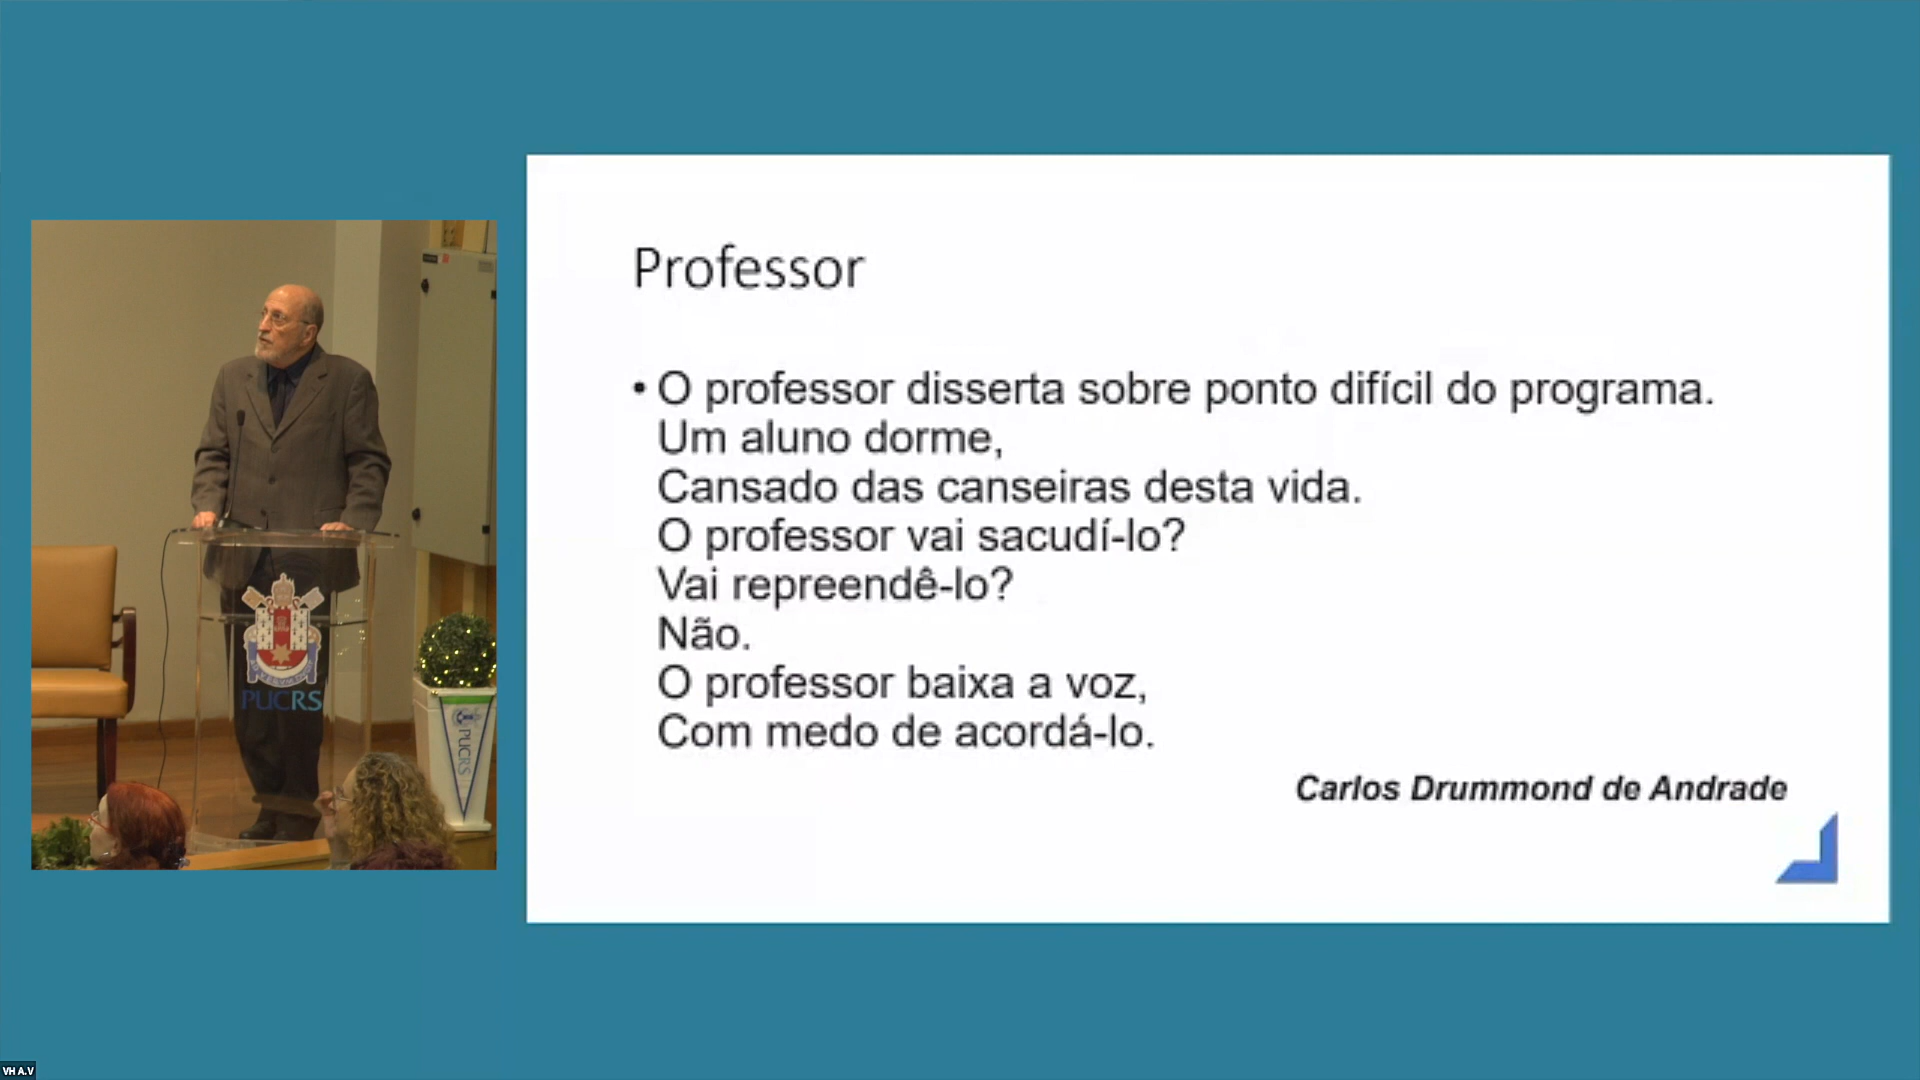 Professor
• O professor disserta sobre ponto difícil do programa.
Um aluno dorme,
Cansado das canseiras desta vida.
O professor vai sacudí-lo?
Vai repreendê-lo?
Não.
O professor baixa a voz,
Com medo de acordá-lo.
Carlos Drummond de Andrade
PUCRS
PUCRS
VH A.V